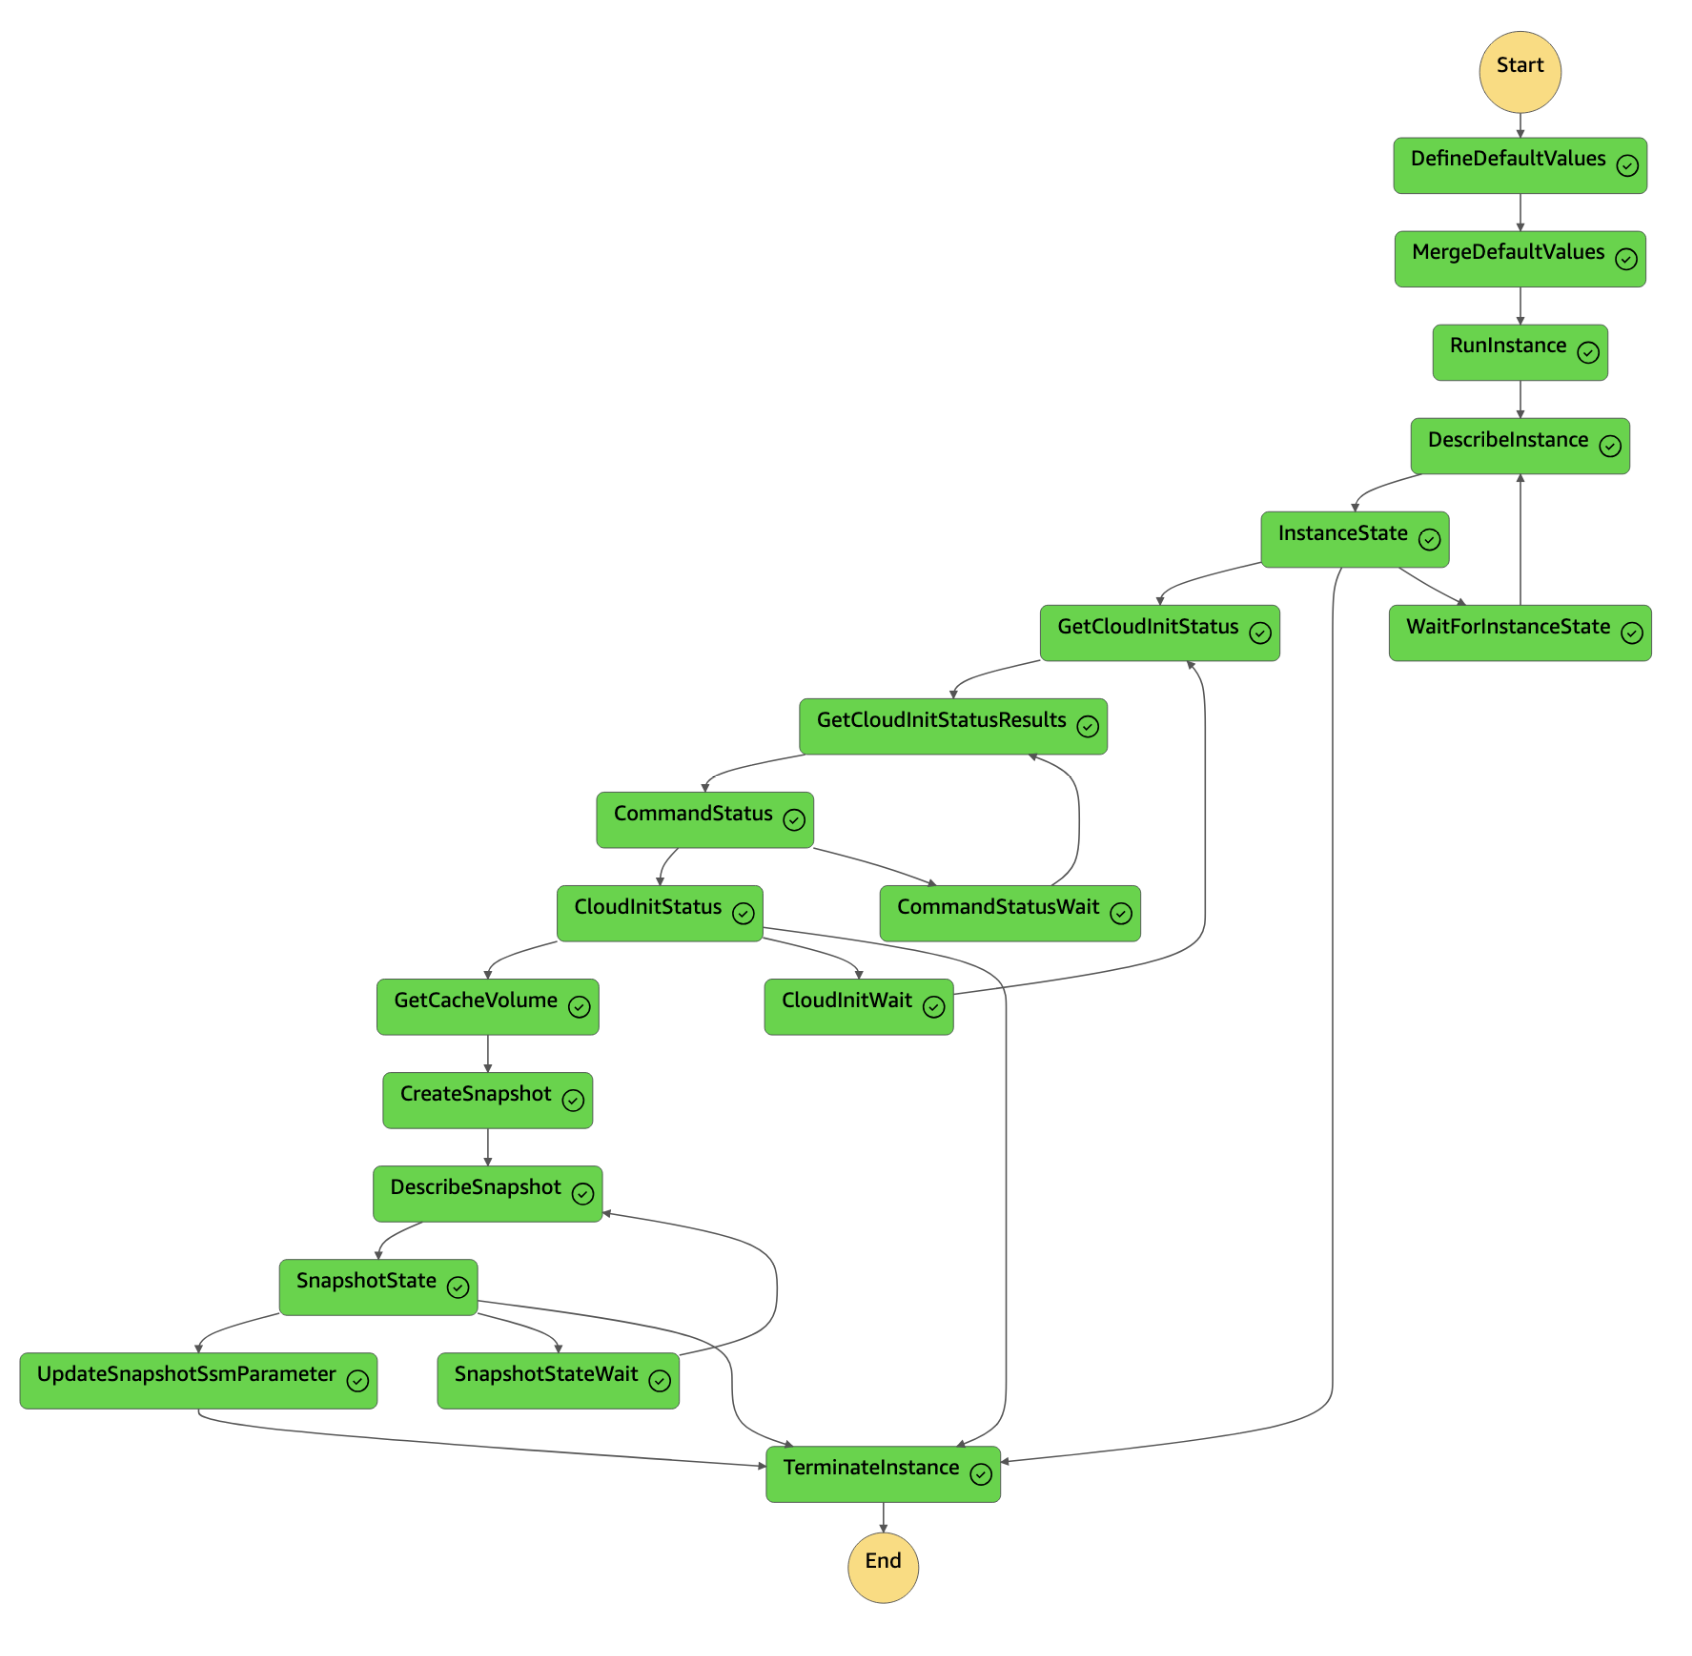 Start
DefineDefaultValues
MergeDefaultValues
RunInstance
DescribeInstance
InstanceState
GetCloudInitStatus
WaitForInstanceState
GetCloudInitStatusResults
CommandStatus
CloudInitStatus
CommandStatusWait
GetCacheVolume
CloudInitWait
CreateSnapshot
DescribeSnapshot
SnapshotState
UpdateSnapshotSsmParameter
SnapshotStateWait
TerminateInstance
End